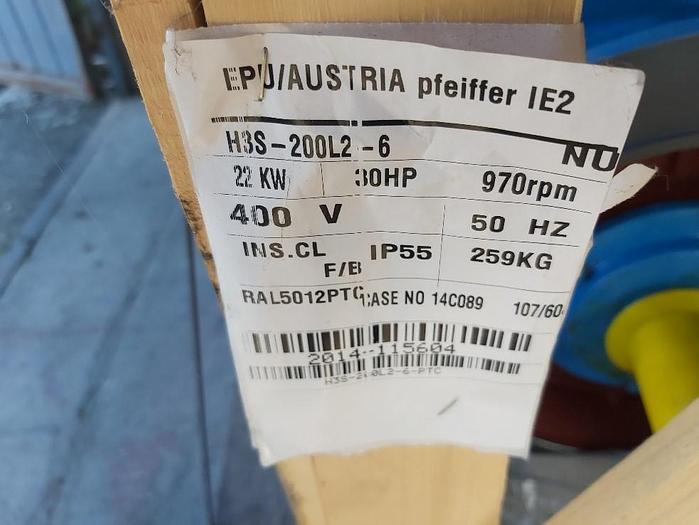 EPU/AUSTRIA pfeiffer IE2
H3S-200L2-6 NU
22 KW 30HP 970rpm
400 V 50 HZ
INS.CL F/B IP55 259KG
RAL5012PTC CASE NO 14C089 107/60
2014-115604
H3S-200L2-6-PTC